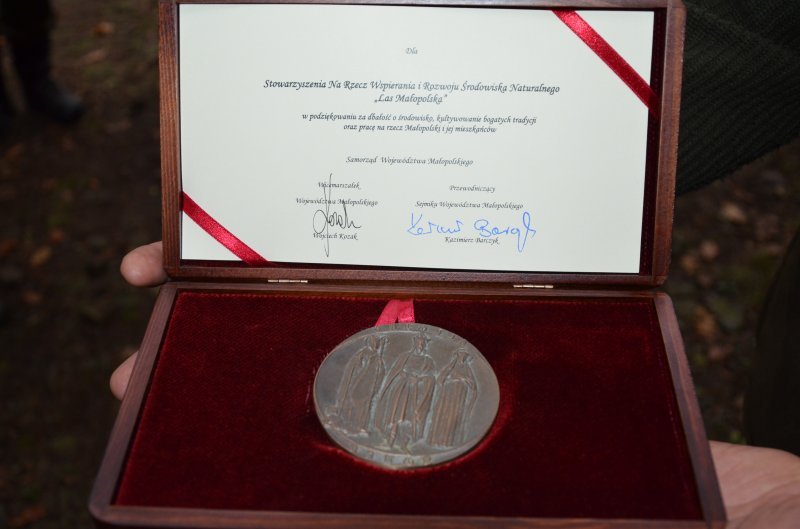 Dla
Stowarzyszenia Na Rzecz Wspierania i Rozwoju Środowiska Naturalnego
„Las Małopolska"
w podziękowaniu za dbałość o środowisko, kultywowanie bogatych tradycji
oraz pracę na rzecz Małopolski i jej mieszkańców
Samorząd Województwa Małopolskiego
Wicemarszałek Przewodniczący
Województwa Małopolskiego Sejmiku Województwa Małopolskiego
Wojciech Kozak Kazimierz Barczyk